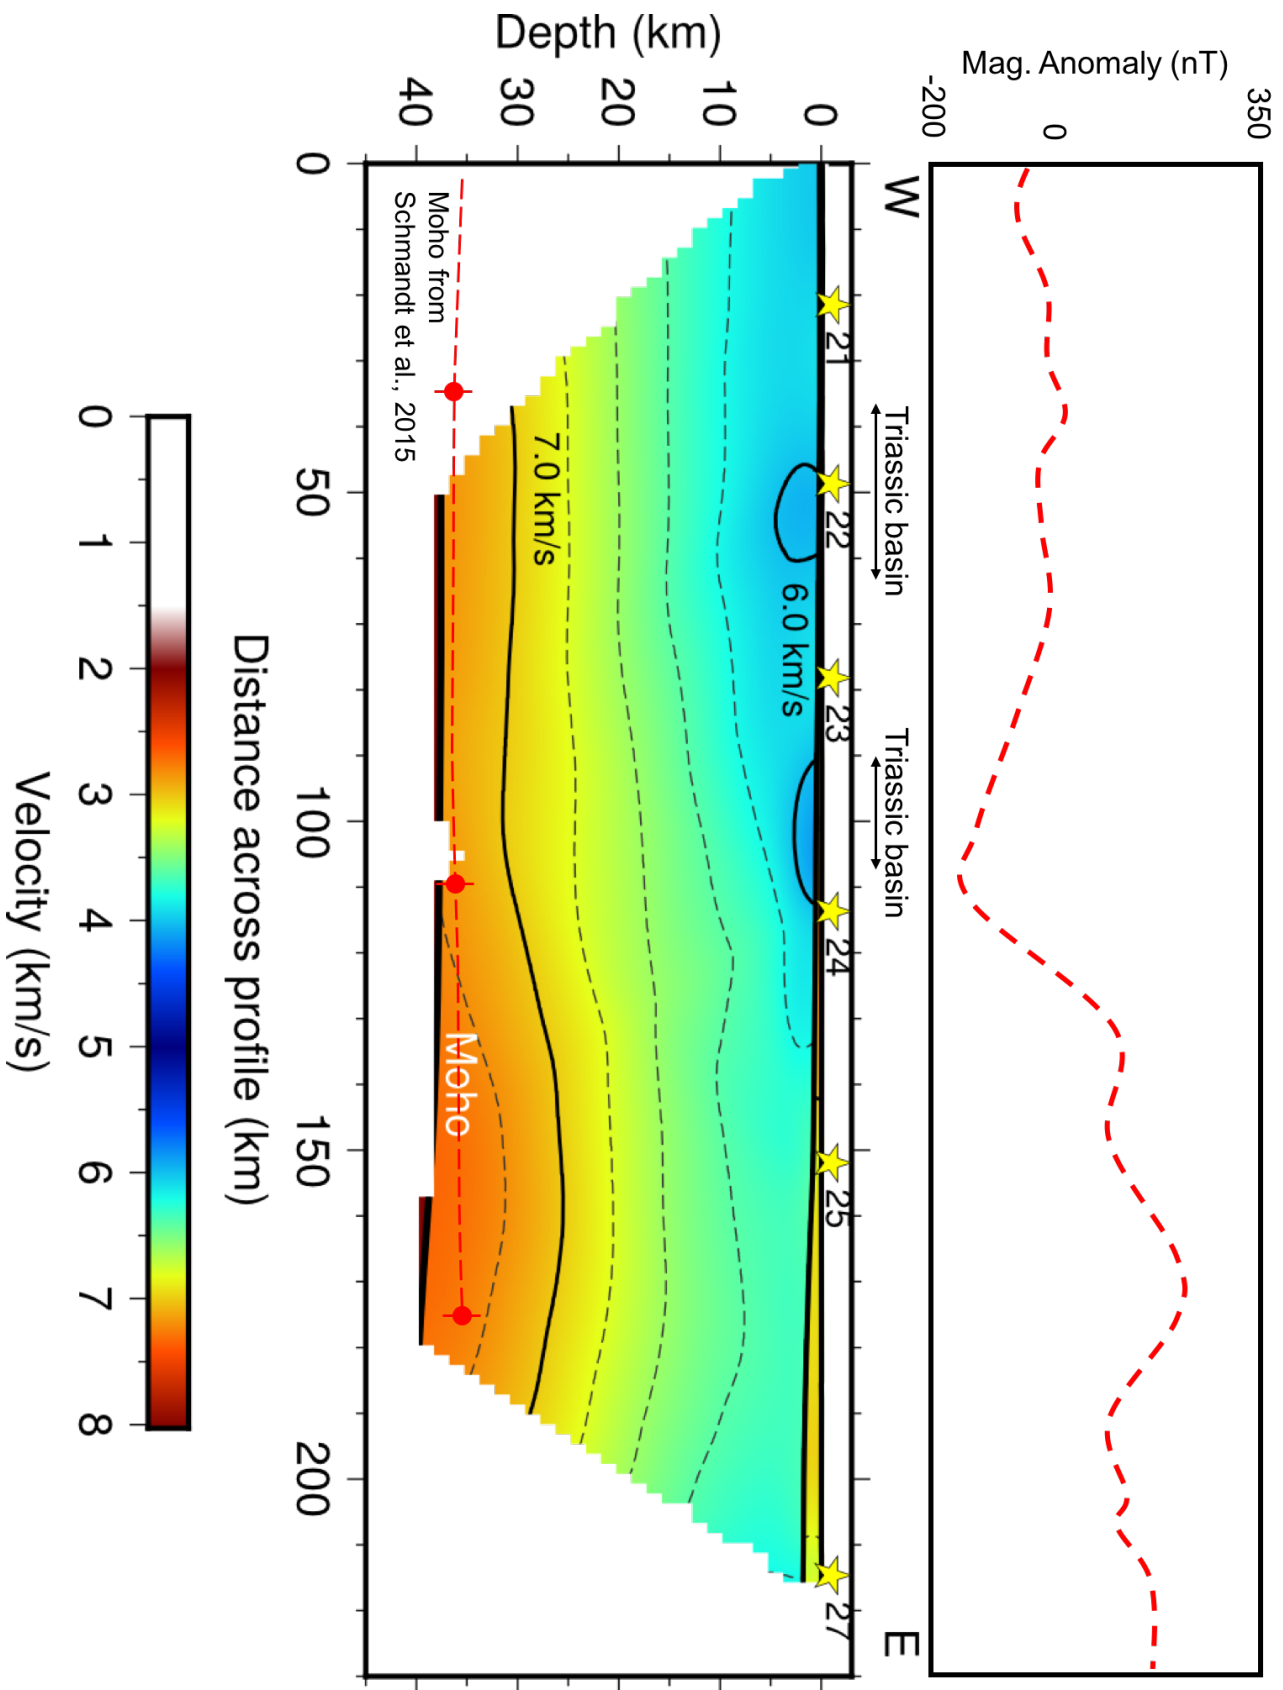 Mag. Anomaly (nT)
-200
0
350
Depth (km)
40
30
20
10
0
W
E
21
22
23
24
25
27
Triassic basin
Triassic basin
6.0 km/s
7.0 km/s
Moho from
Schmandt et al., 2015
Moho
0
50
100
150
200
Distance across profile (km)
0
1
2
3
4
5
6
7
8
Velocity (km/s)